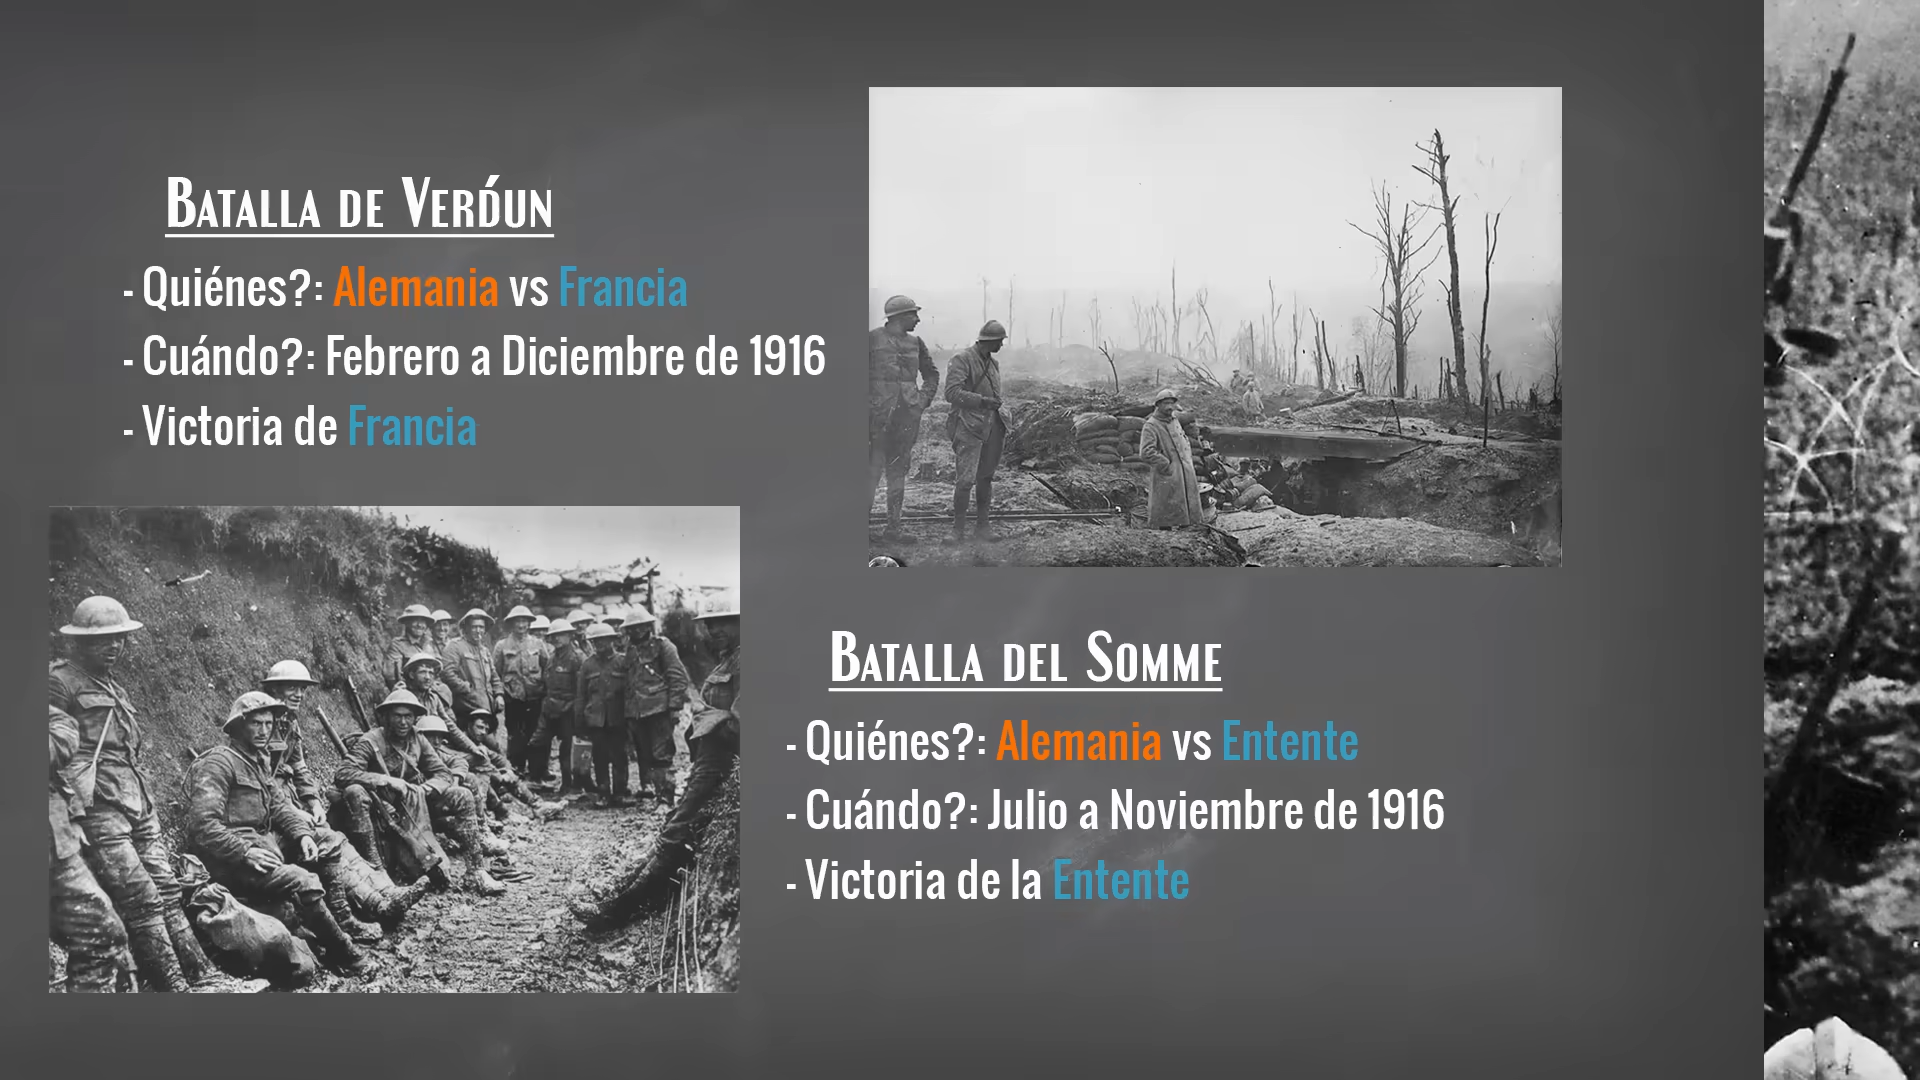 Batalla de Verdún
- Quiénes?: Alemania vs Francia
- Cuándo?: Febrero a Diciembre de 1916
- Victoria de Francia
Batalla del Somme
- Quiénes?: Alemania vs Entente
- Cuándo?: Julio a Noviembre de 1916
- Victoria de la Entente